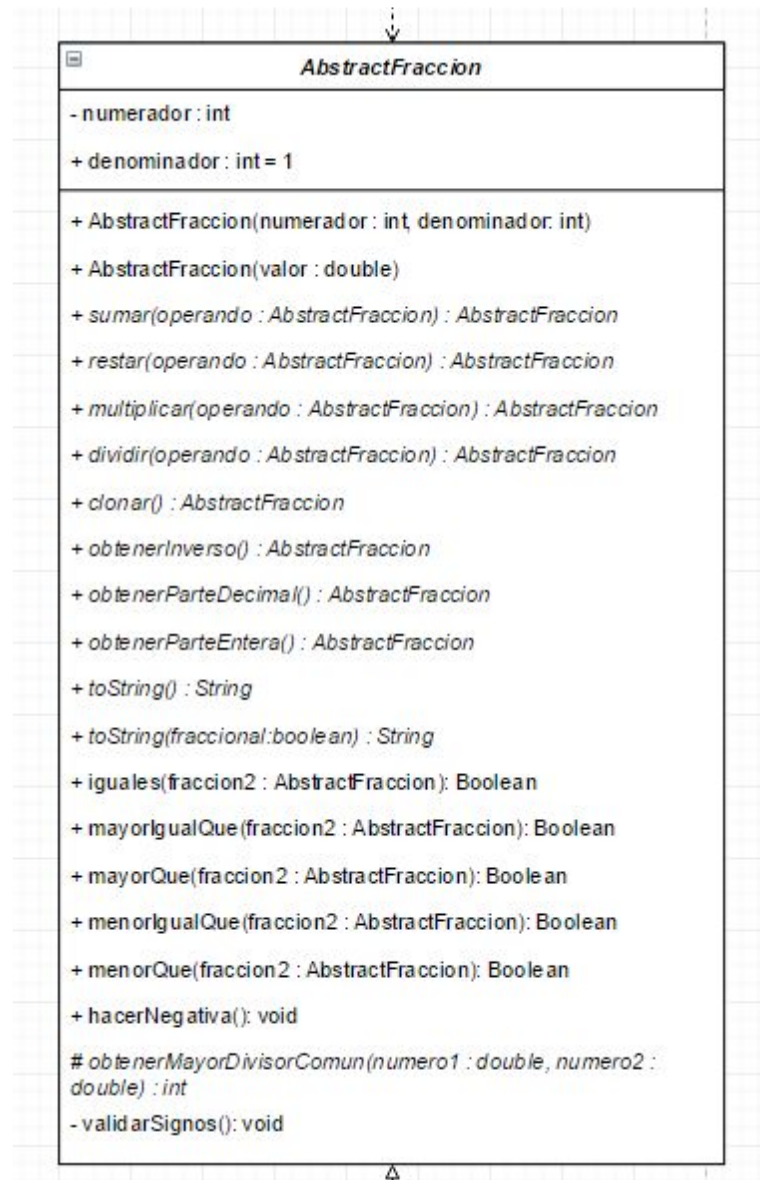 AbstractFraccion
- numerador : int
+ denominador : int = 1
+ AbstractFraccion(numerador : int, denominador: int)
+ AbstractFraccion(valor : double)
+ sumar(operando : AbstractFraccion) : AbstractFraccion
+ restar(operando : AbstractFraccion) : AbstractFraccion
+ multiplicar(operando : AbstractFraccion) : AbstractFraccion
+ dividir(operando : AbstractFraccion) : AbstractFraccion
+ clonar() : AbstractFraccion
+ obtenerInverso() : AbstractFraccion
+ obtenerParteDecimal() : AbstractFraccion
+ obtenerParteEntera() : AbstractFraccion
+ toString() : String
+ toString(fraccional:boolean) : String
+ iguales(fraccion2 : AbstractFraccion): Boolean
+ mayorIgualQue(fraccion2 : AbstractFraccion): Boolean
+ mayorQue(fraccion2 : AbstractFraccion): Boolean
+ menorIgualQue(fraccion2 : AbstractFraccion): Boolean
+ menorQue(fraccion2 : AbstractFraccion): Boolean
+ hacerNegativa(): void
# obtenerMayorDivisorComun(numero1 : double, numero2 :
double) : int
- validarSignos(): void